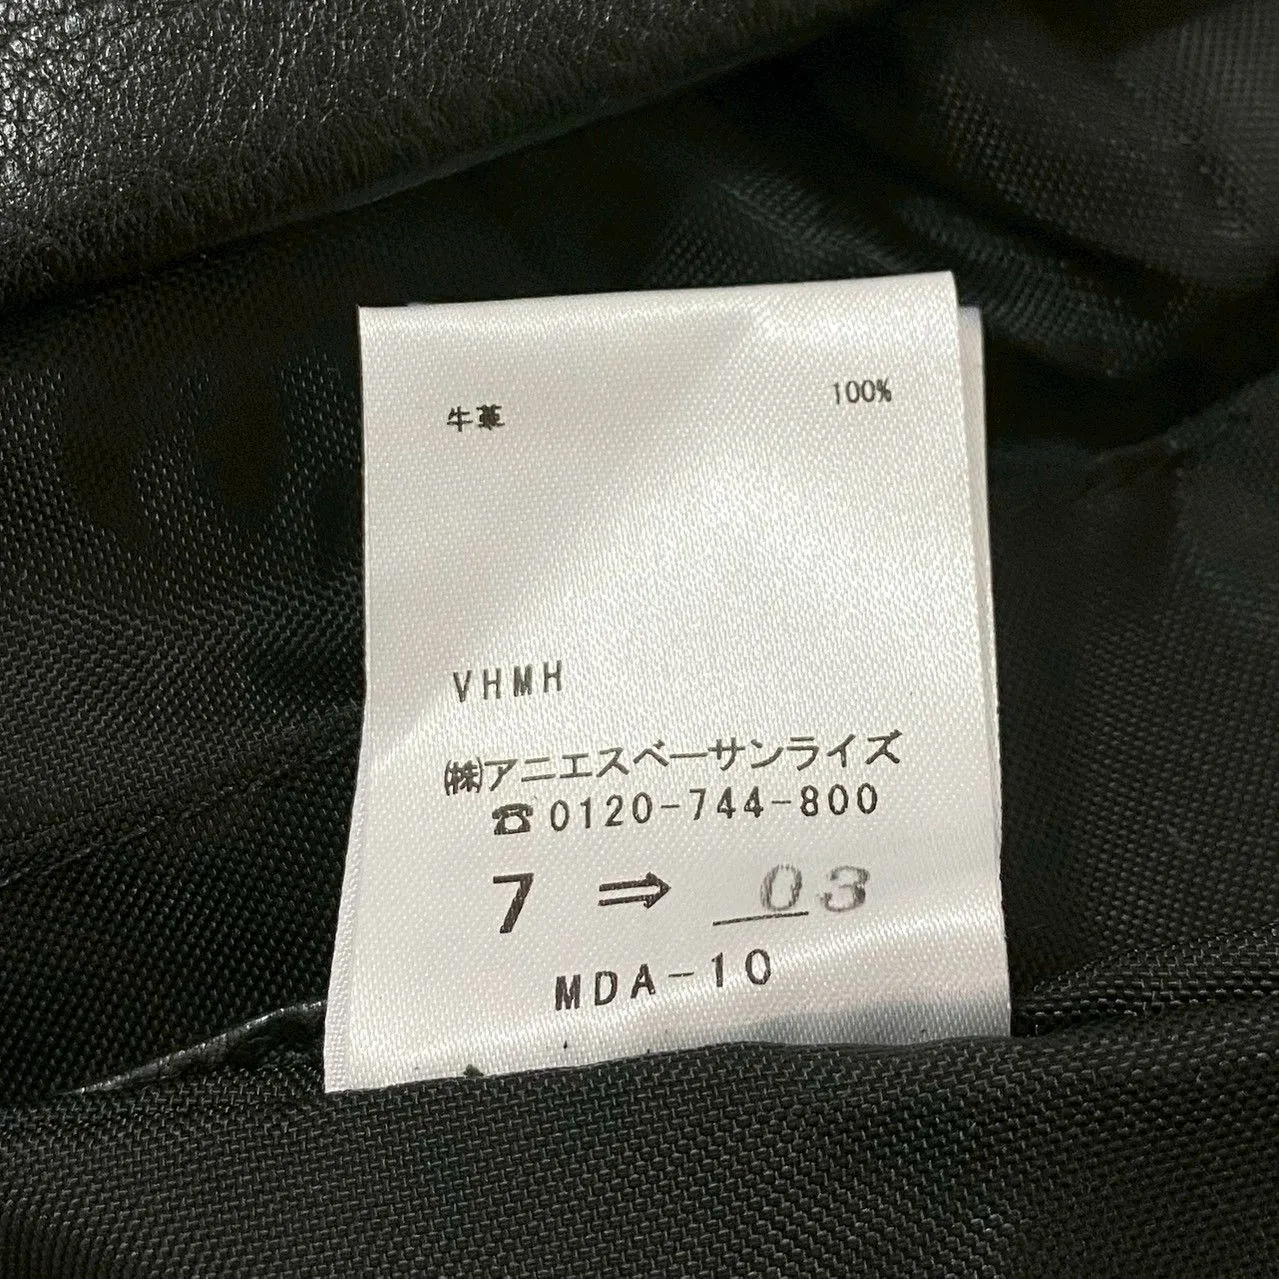 牛革 100%
VHMH
㈱アニエスベーサンライズ
☎0120-744-800
7 ⇒ 03
MDA-10